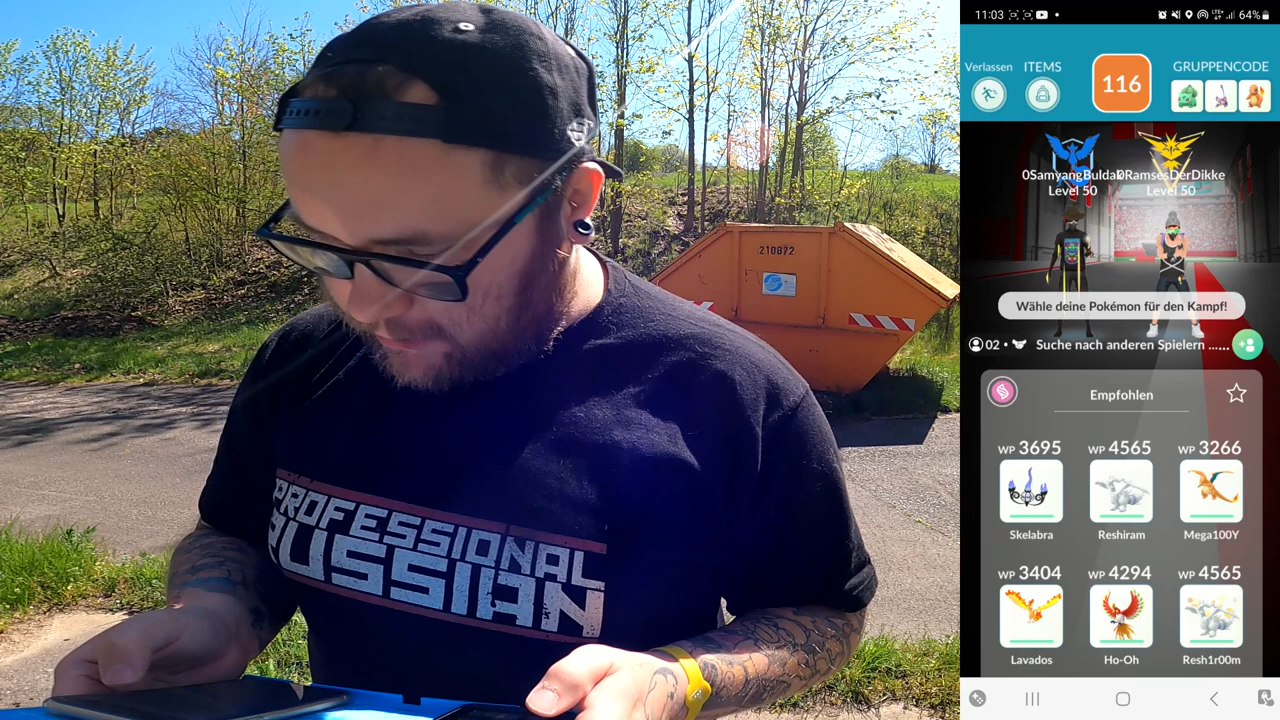 210872
PROFESSIONAL
RUSSIAN
11:03
64%
Verlassen
ITEMS
116
GRUPPENCODE
0SamyangBuldak
0RamsesDerDikke
Level 50
Level 50
Wähle deine Pokémon für den Kampf!
02 • Suche nach anderen Spielern ......
Empfohlen
WP 3695
WP 4565
WP 3266
Skelabra
Reshiram
Mega100Y
WP 3404
WP 4294
WP 4565
Lavados
Ho-Oh
Resh1r00m